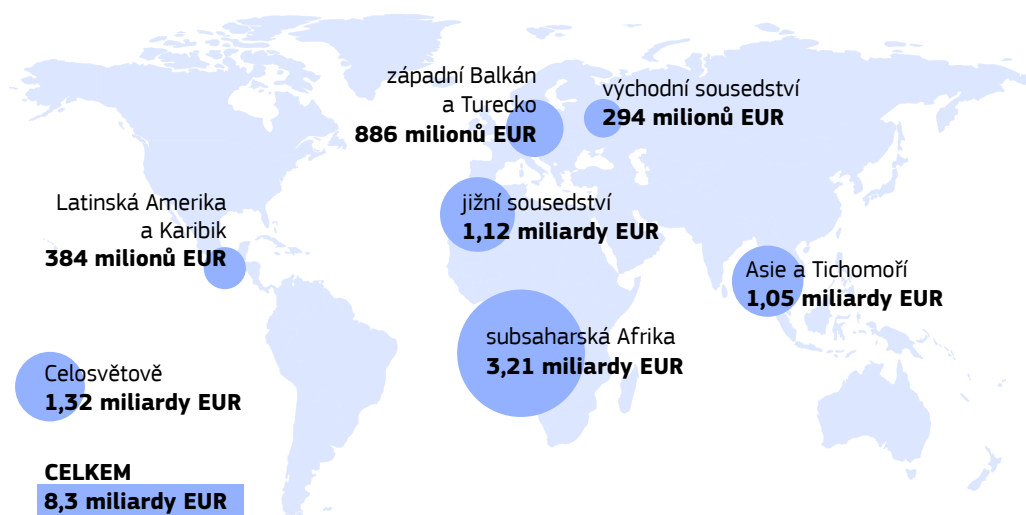 západní Balkán
a Turecko
886 milionů EUR
východní sousedství
294 milionů EUR
Latinská Amerika
a Karibik
384 milionů EUR
jižní sousedství
1,12 miliardy EUR
Asie a Tichomoří
1,05 miliardy EUR
subsaharská Afrika
3,21 miliardy EUR
Celosvětově
1,32 miliardy EUR
CELKEM
8,3 miliardy EUR